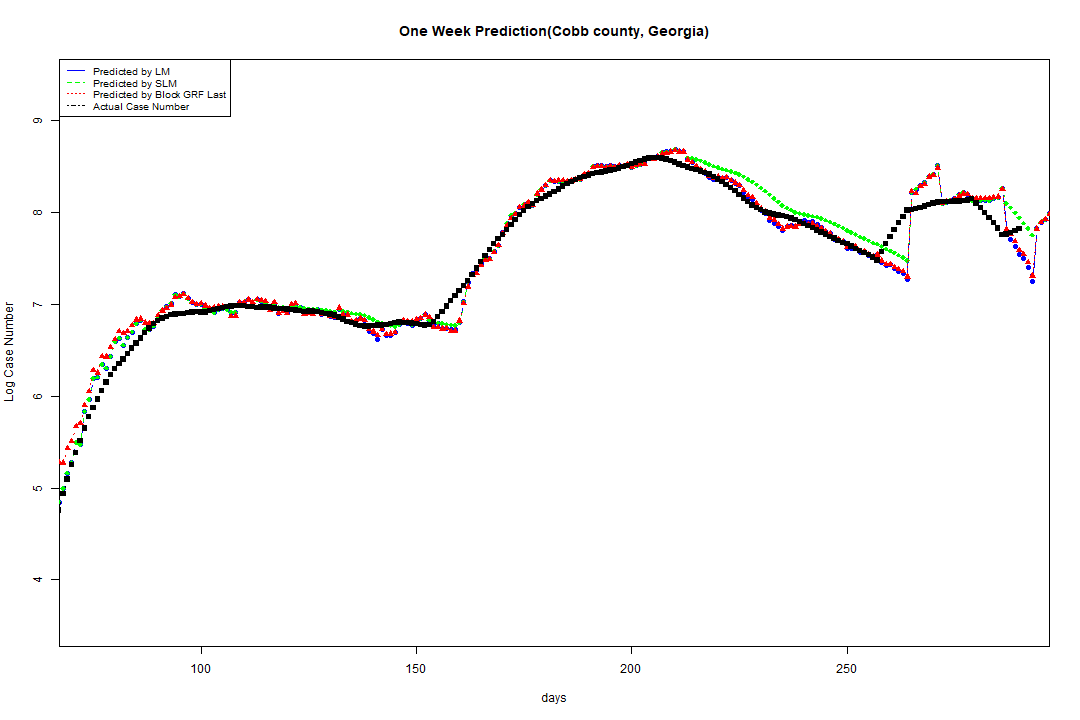 One Week Prediction(Cobb county, Georgia)
Predicted by LM
Predicted by SLM
Predicted by Block GRF Last
Actual Case Number
9
8
7
6
5
4
Log Case Number
100 150 200 250
days